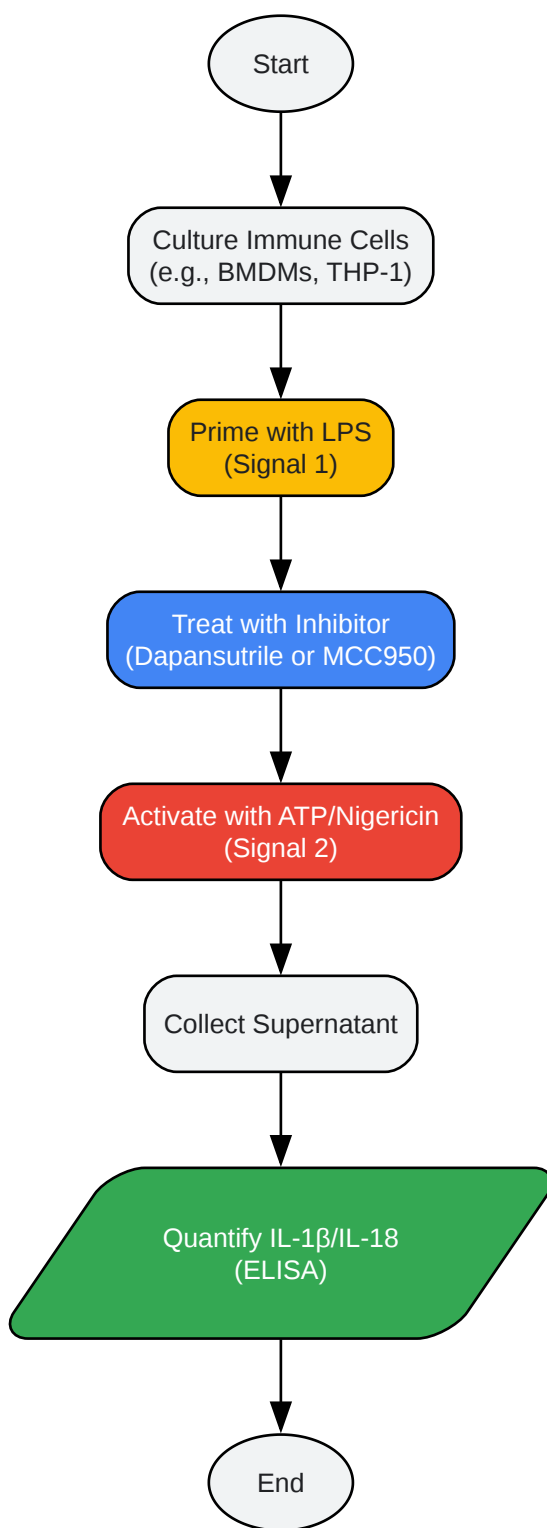 Start
Culture Immune Cells
(e.g., BMDMs, THP-1)
Prime with LPS
(Signal 1)
Treat with Inhibitor
(Dapansutrile or MCC950)
Activate with ATP/Nigericin
(Signal 2)
Collect Supernatant
Quantify IL-1β/IL-18
(ELISA)
End